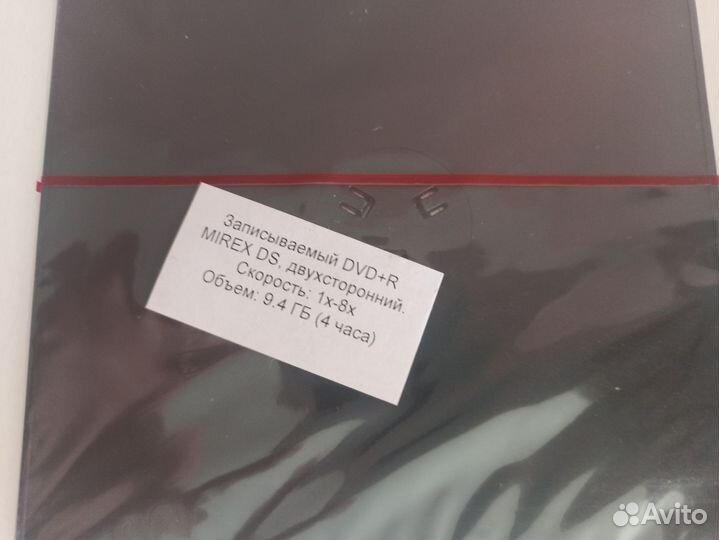 Записываемый DVD+R
MIREX DS, двухсторонний.
Скорость: 1x-8x
Объем: 9.4 ГБ (4 часа)
Avito